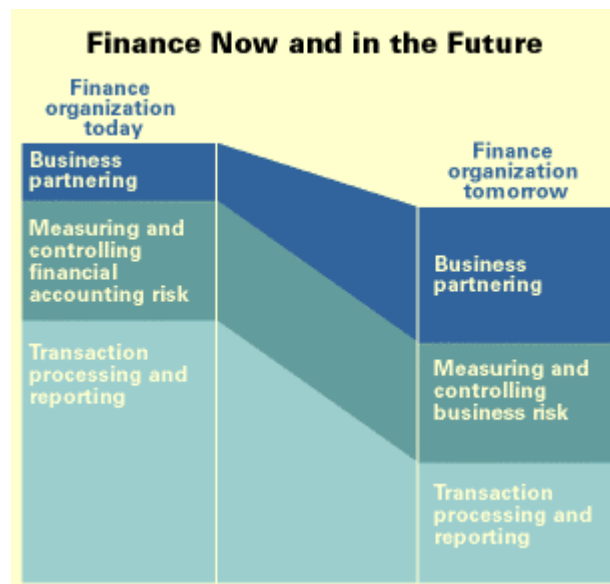 Finance Now and in the Future
Finance
organization
today
Business
partnering
Measuring and
controlling
financial
accounting risk
Transaction
processing and
reporting
Finance
organization
tomorrow
Business
partnering
Measuring and
controlling
business risk
Transaction
processing and
reporting